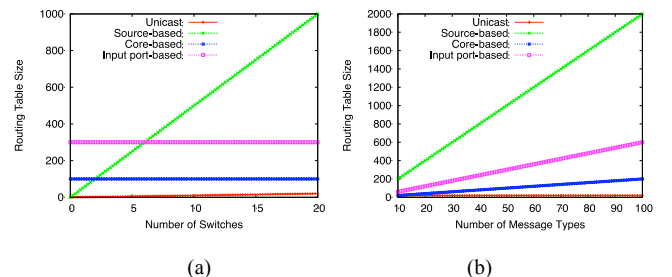 Unicast
Source-based
Core-based
Input port-based
Routing Table Size
1000
800
600
400
200
0
0 5 10 15 20
Number of Switches
(a)
Unicast
Source-based
Core-based
Input port-based
Routing Table Size
2000
1800
1600
1400
1200
1000
800
600
400
200
0
10 20 30 40 50 60 70 80 90 100
Number of Message Types
(b)